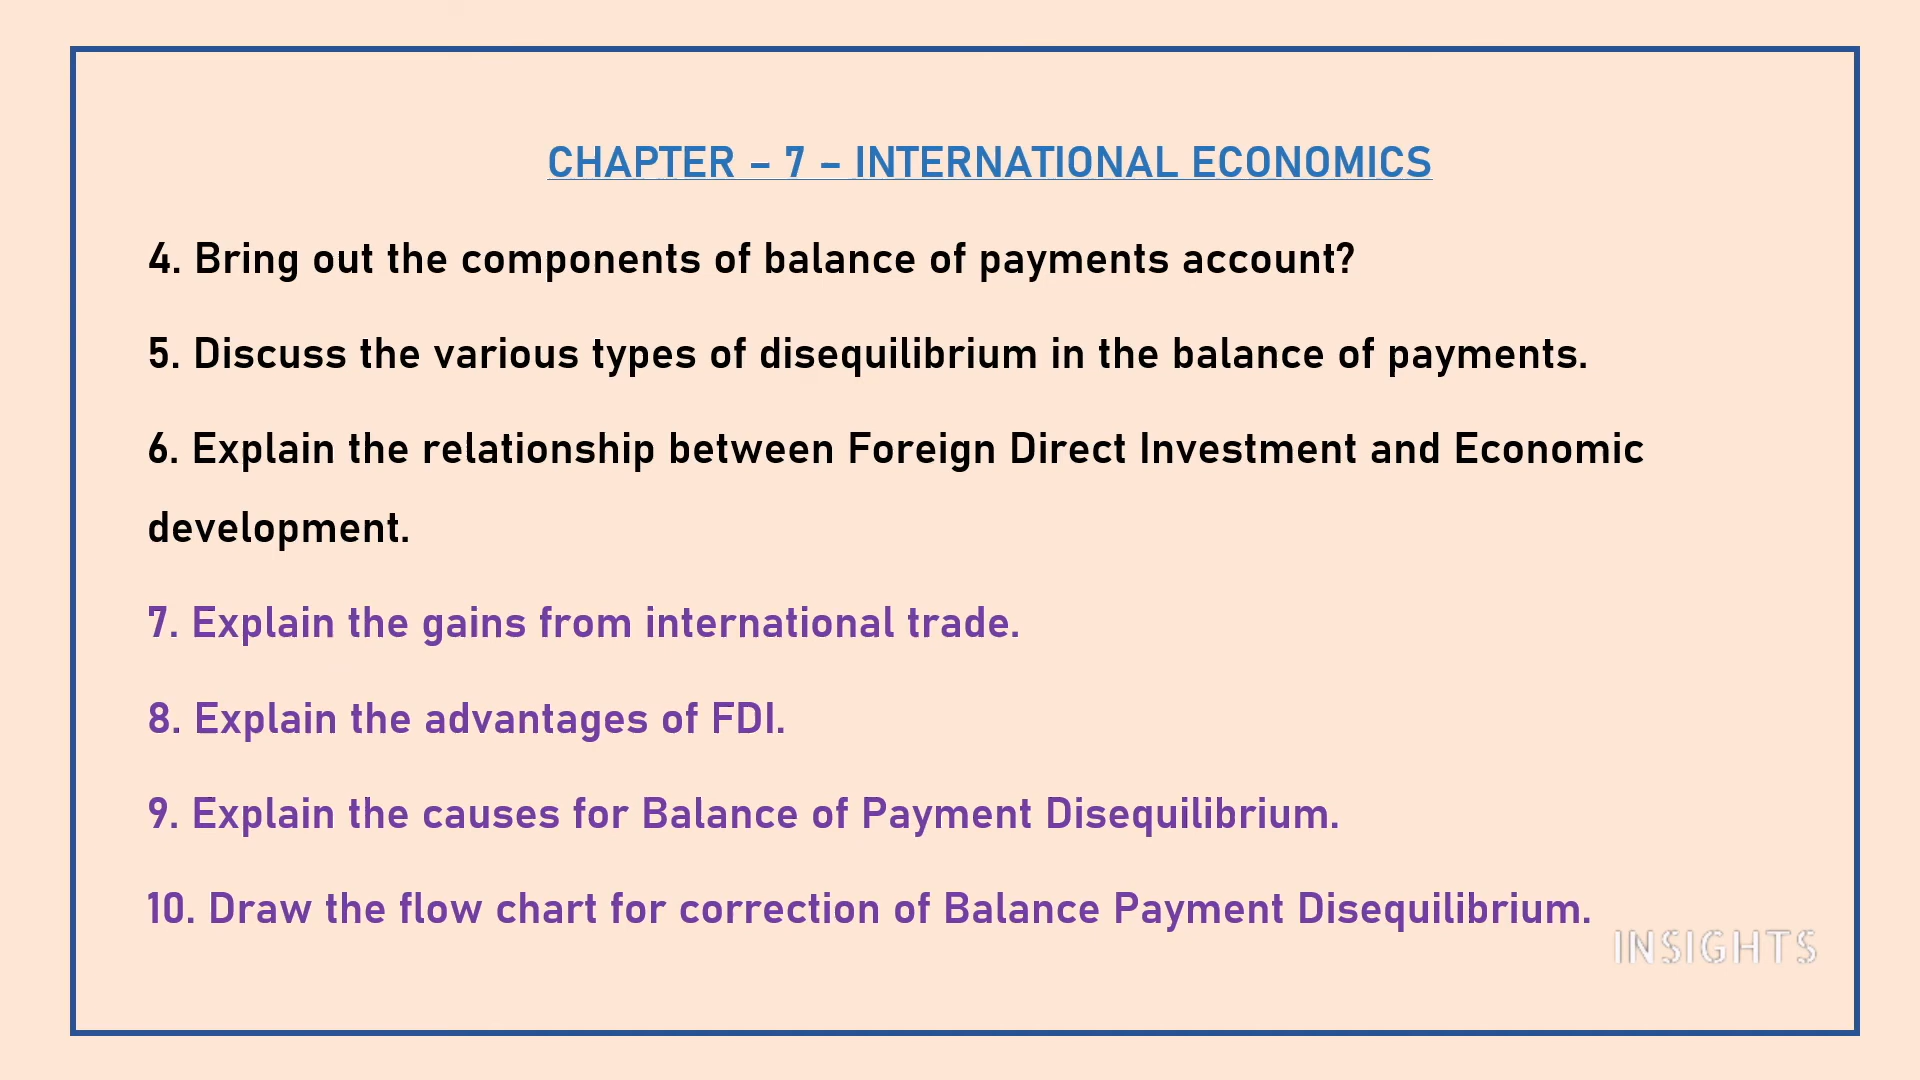 CHAPTER – 7 – INTERNATIONAL ECONOMICS
4. Bring out the components of balance of payments account?
5. Discuss the various types of disequilibrium in the balance of payments.
6. Explain the relationship between Foreign Direct Investment and Economic
development.
7. Explain the gains from international trade.
8. Explain the advantages of FDI.
9. Explain the causes for Balance of Payment Disequilibrium.
10. Draw the flow chart for correction of Balance Payment Disequilibrium.
INSIGHTS